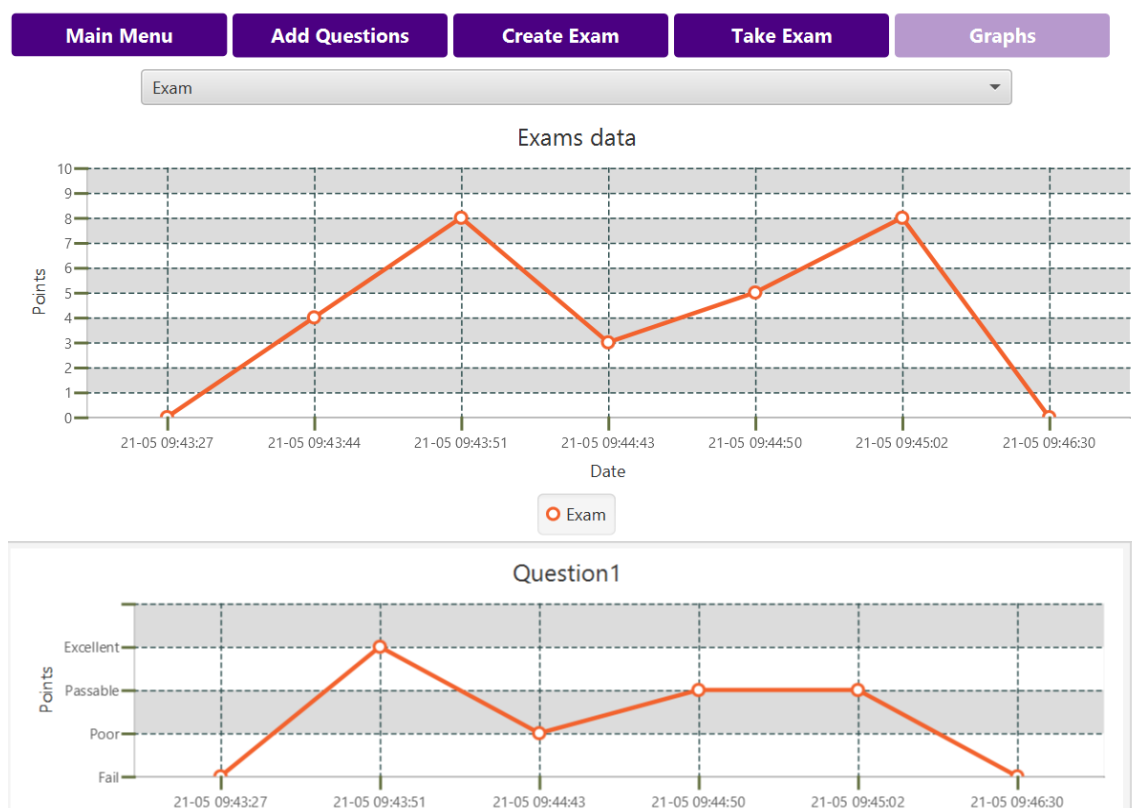 Main Menu Add Questions Create Exam Take Exam Graphs
Exam
Exams data
10
9
8
7
6
5
4
3
2
1
0
Points
21-05 09:43:27 21-05 09:43:44 21-05 09:43:51 21-05 09:44:43 21-05 09:44:50 21-05 09:45:02 21-05 09:46:30
Date
Exam
Question1
Excellent
Passable
Poor
Fail
Points
21-05 09:43:27 21-05 09:43:51 21-05 09:44:43 21-05 09:44:50 21-05 09:45:02 21-05 09:46:30